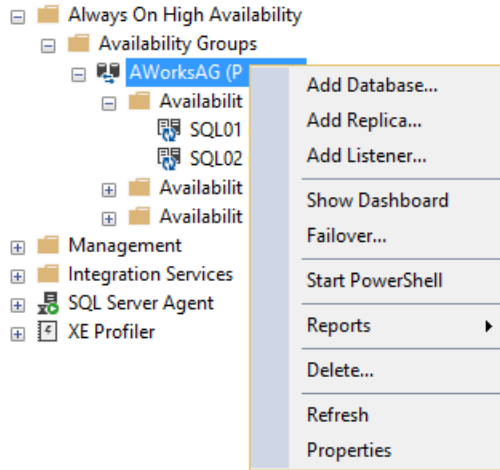 Always On High Availability
Availability Groups
AWorksAG (P
Availabilit
SQL01
SQL02
Availabilit
Availabilit
Management
Integration Services
SQL Server Agent
XE Profiler
Add Database...
Add Replica...
Add Listener...
Show Dashboard
Failover...
Start PowerShell
Reports
Delete...
Refresh
Properties